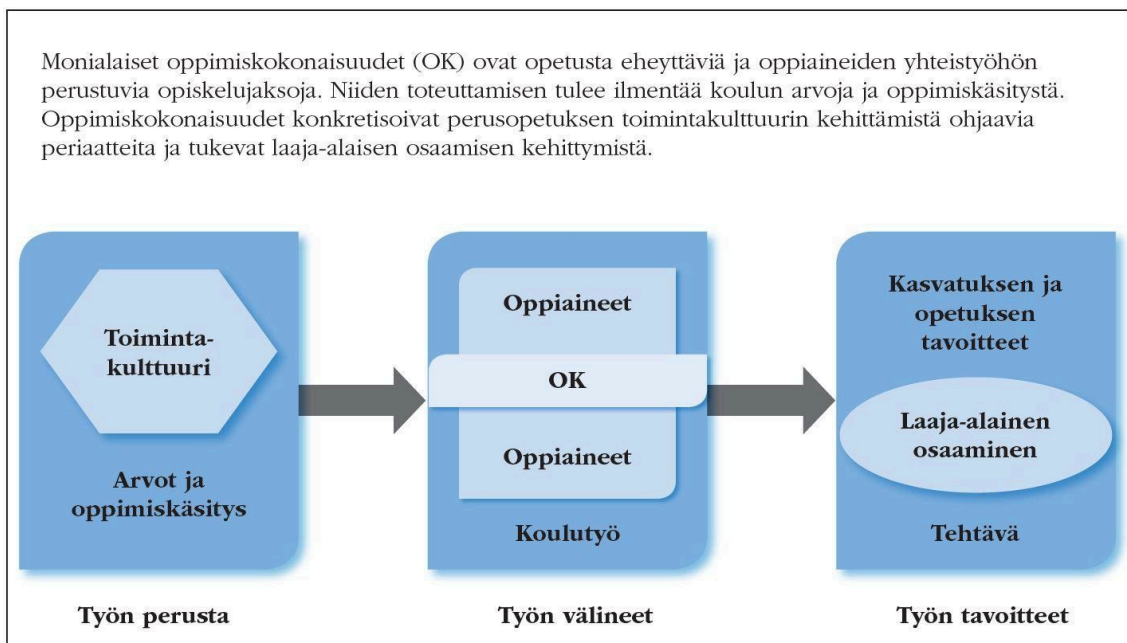 Monialaiset oppimiskokonaisuudet (OK) ovat opetusta eheyttäviä ja oppiaineiden yhteistyöhön
perustuvia opiskelujaksoja. Niiden toteuttamisen tulee ilmentää koulun arvoja ja oppimiskäsitystä.
Oppimiskokonaisuudet konkretisoivat perusopetuksen toimintakulttuurin kehittämistä ohjaavia
periaatteita ja tukevat laaja-alaisen osaamisen kehittymistä.
Toiminta-
kulttuuri
Arvot ja
oppimiskäsitys
Työn perusta
Oppiaineet
OK
Oppiaineet
Koulutyö
Työn välineet
Kasvatuksen ja
opetuksen
tavoitteet
Laaja-alainen
osaaminen
Tehtävä
Työn tavoitteet